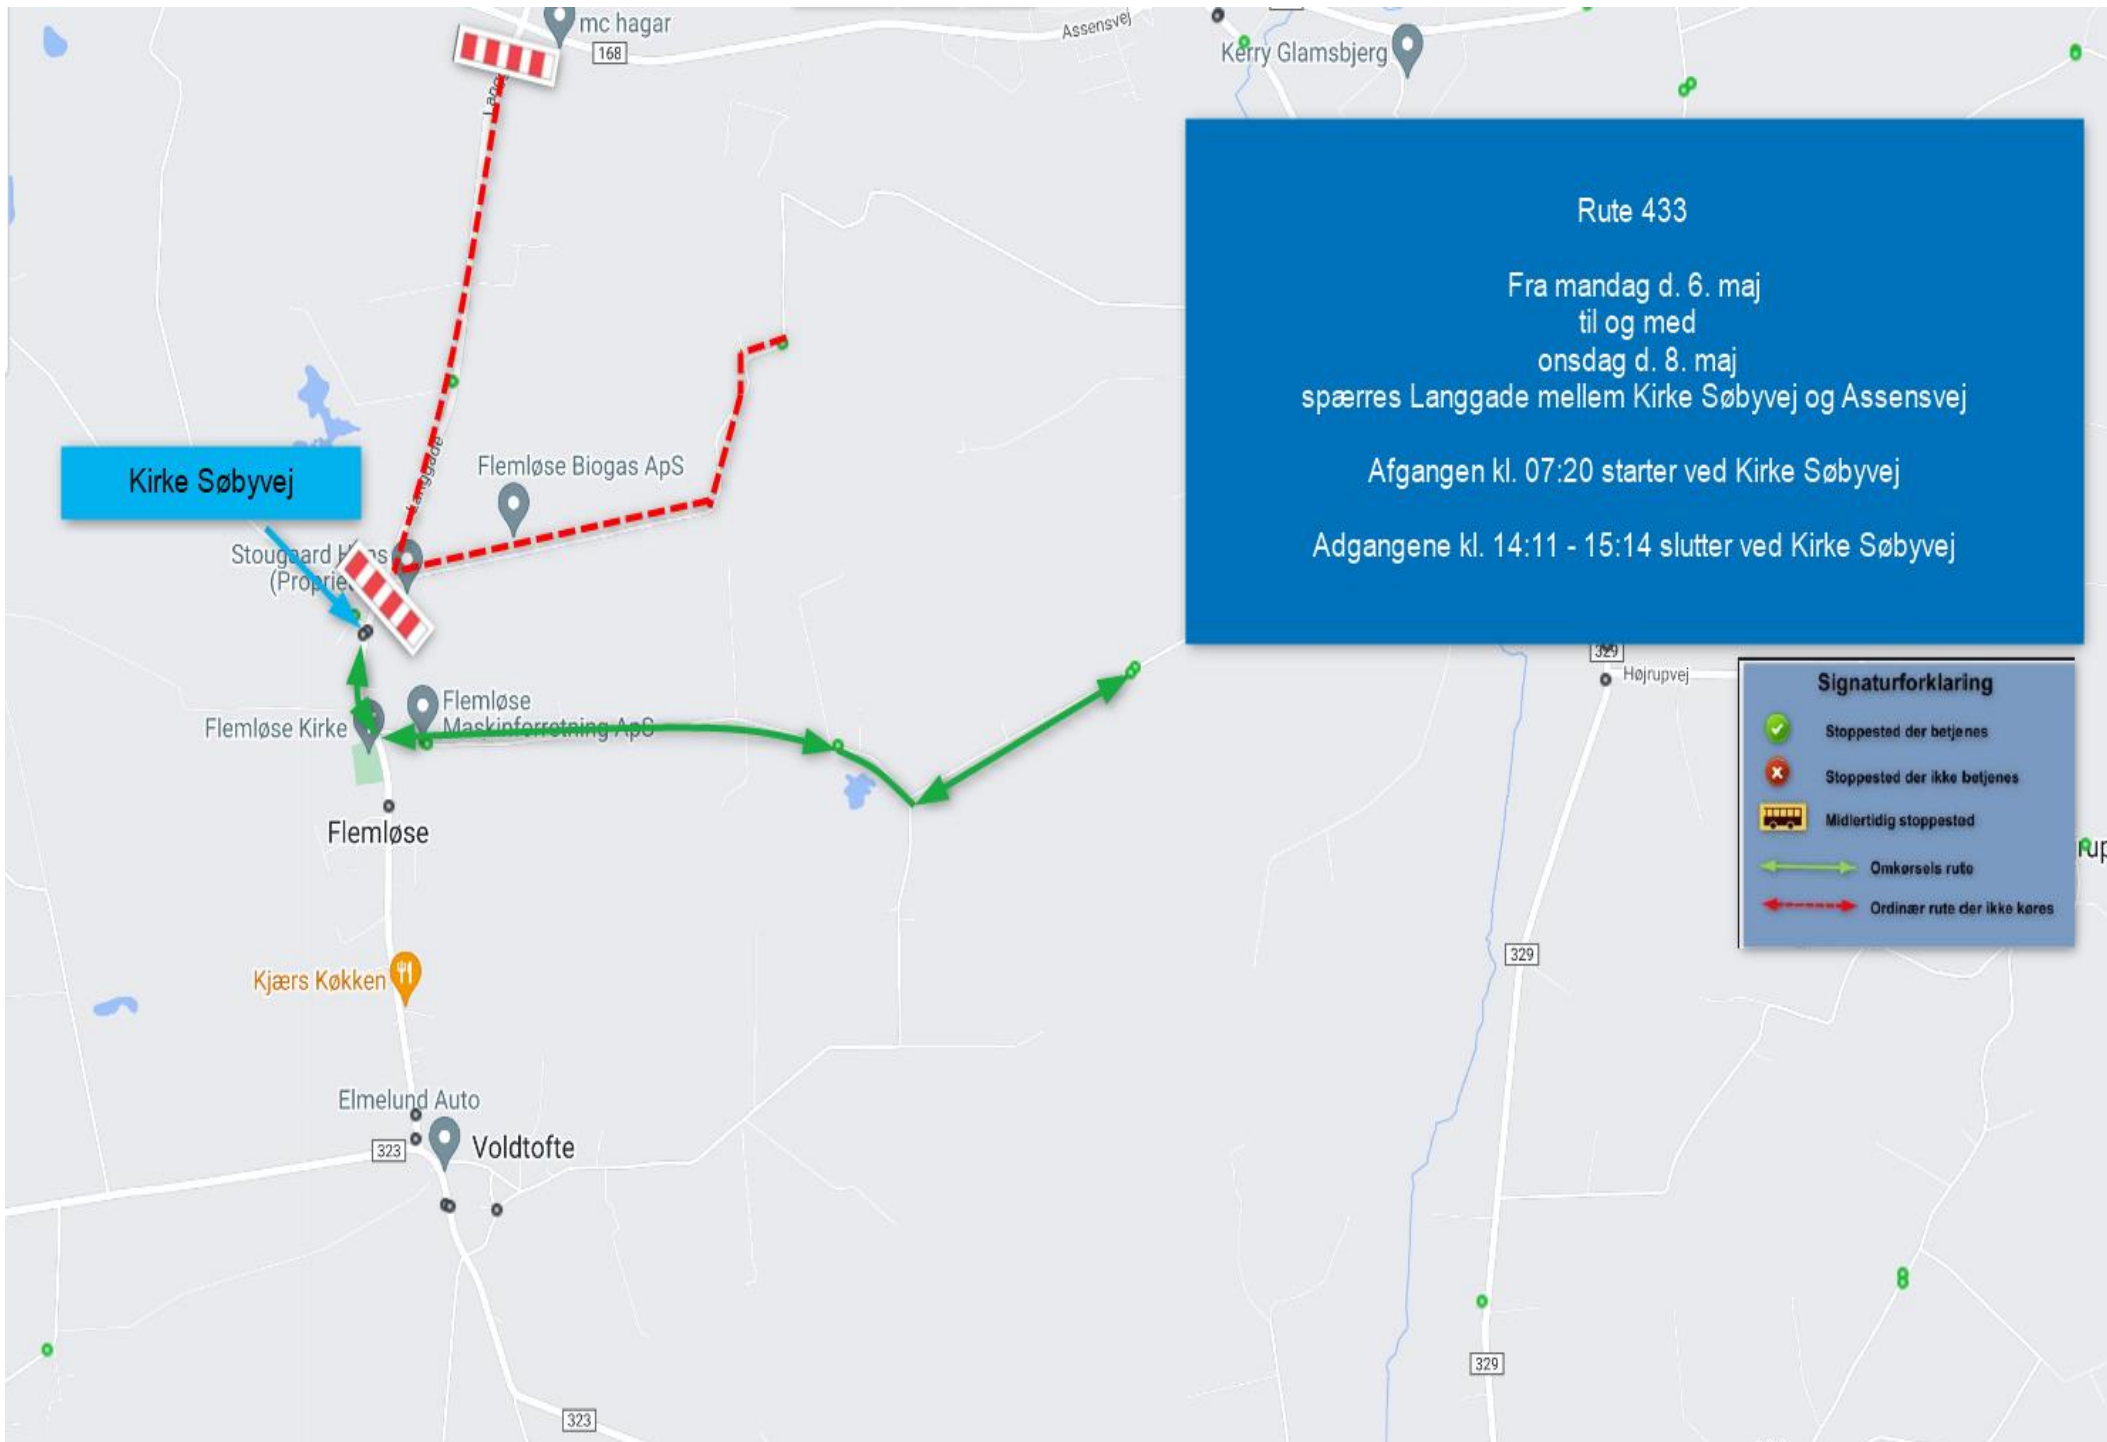 mc hagar
168
Assensvej
Kerry Glamsbjerg
Rute 433
Fra mandag d. 6. maj
til og med
onsdag d. 8. maj
spærres Langgade mellem Kirke Søbyvej og Assensvej
Afgangen kl. 07:20 starter ved Kirke Søbyvej
Adgangene kl. 14:11 - 15:14 slutter ved Kirke Søbyvej
Langgade
Flemløse Biogas ApS
Kirke Søbyvej
Stougaard
329
Højrupvej
Signaturforklaring
Stoppested der betjenes
Stoppested der ikke betjenes
Midlertidig stoppested
Omkørsels rute
Ordinær rute der ikke køres
Flemløse
Maskinforretning ApS
Flemløse Kirke
Flemløse
329
Kjærs Køkken
Elmelund Auto
323
Voldtofte
329
323